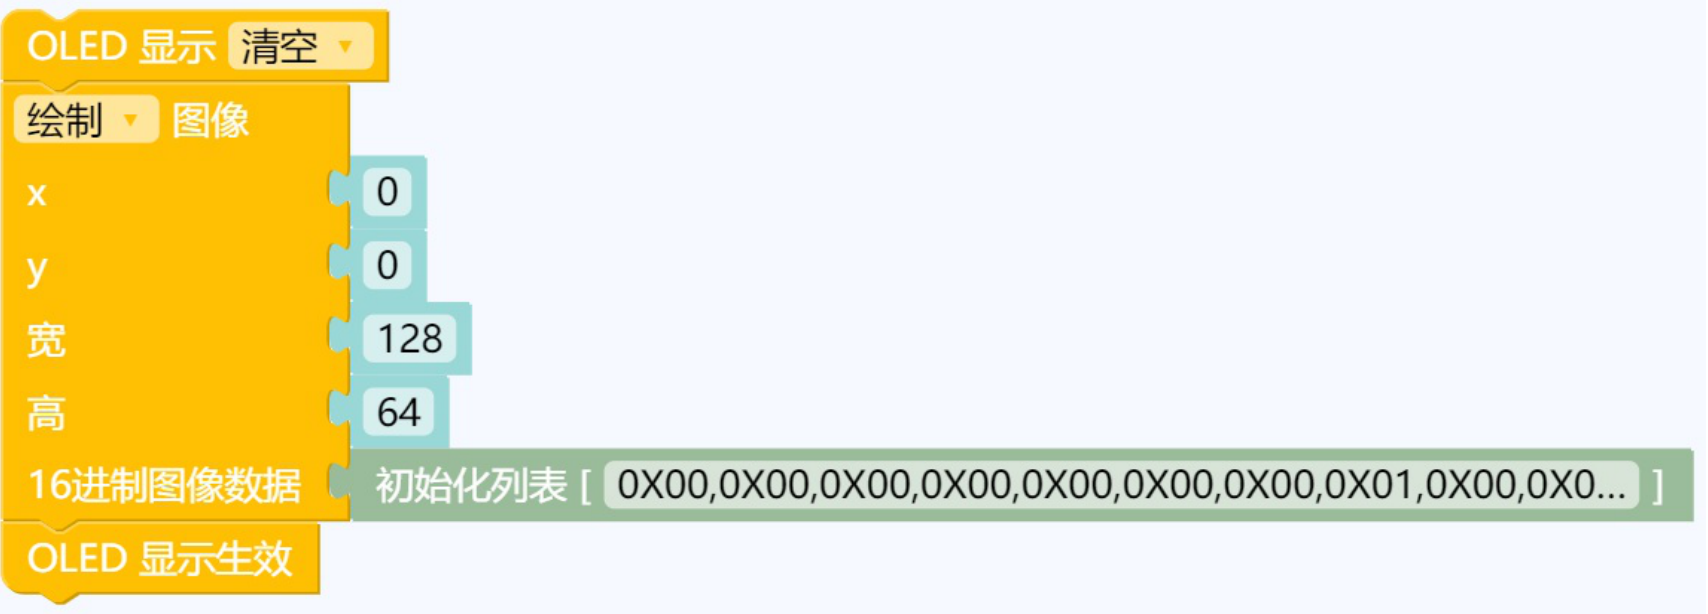 OLED 显示 清空
绘制 图像
x 0
y 0
宽 128
高 64
16进制图像数据 初始化列表 [ 0X00,0X00,0X00,0X00,0X00,0X00,0X00,0X01,0X00,0X0... ]
OLED 显示生效